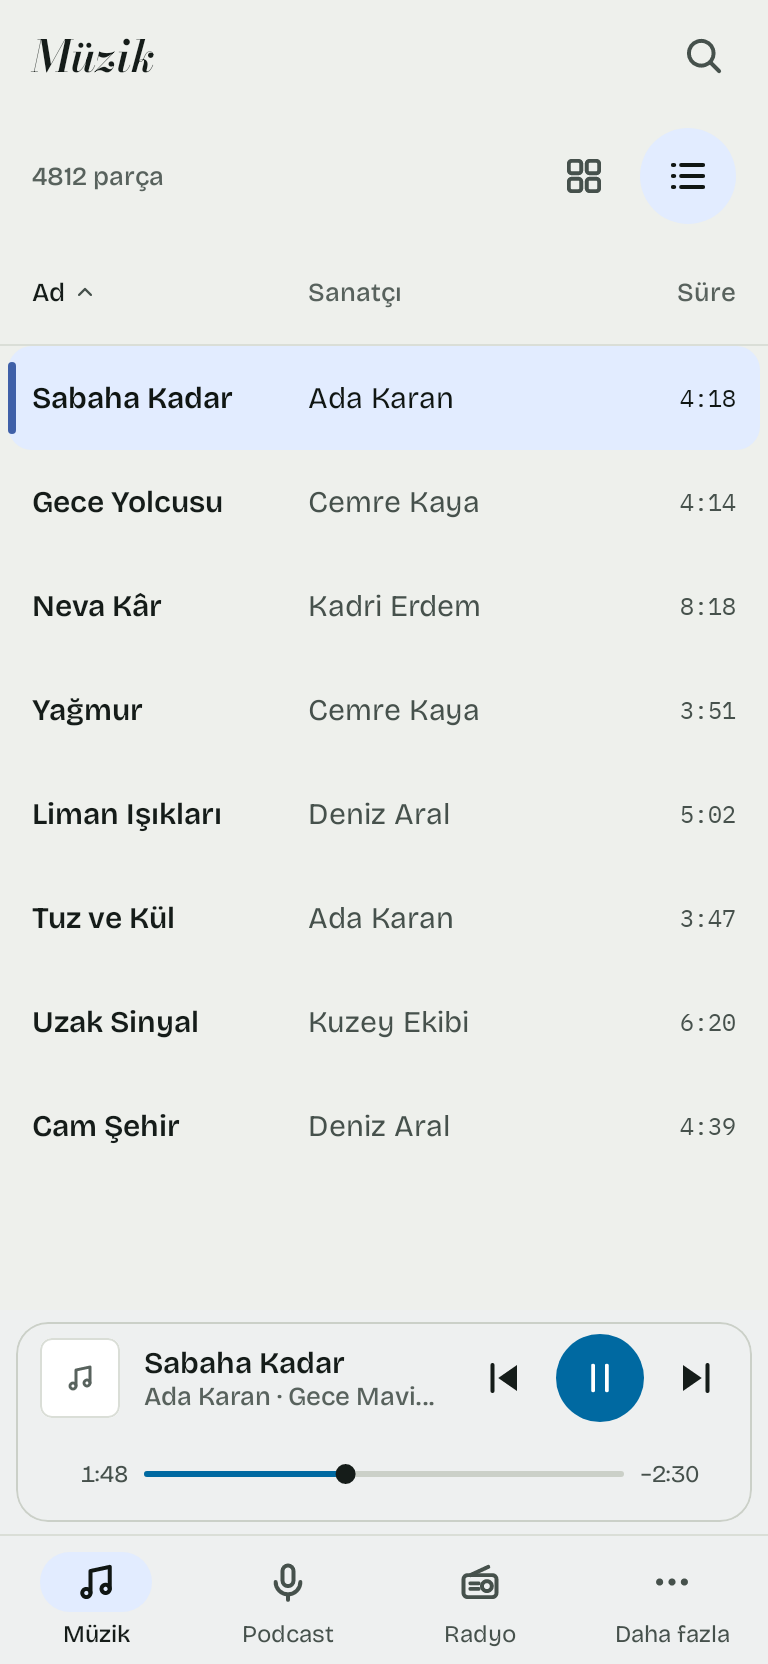 Müzik
4812 parça
Ad Sanatçı Süre
Sabaha Kadar Ada Karan 4:18
Gece Yolcusu Cemre Kaya 4:14
Neva Kâr Kadri Erdem 8:18
Yağmur Cemre Kaya 3:51
Liman Işıkları Deniz Aral 5:02
Tuz ve Kül Ada Karan 3:47
Uzak Sinyal Kuzey Ekibi 6:20
Cam Şehir Deniz Aral 4:39
Sabaha Kadar
Ada Karan · Gece Mavi...
1:48 −2:30
Müzik Podcast Radyo Daha fazla